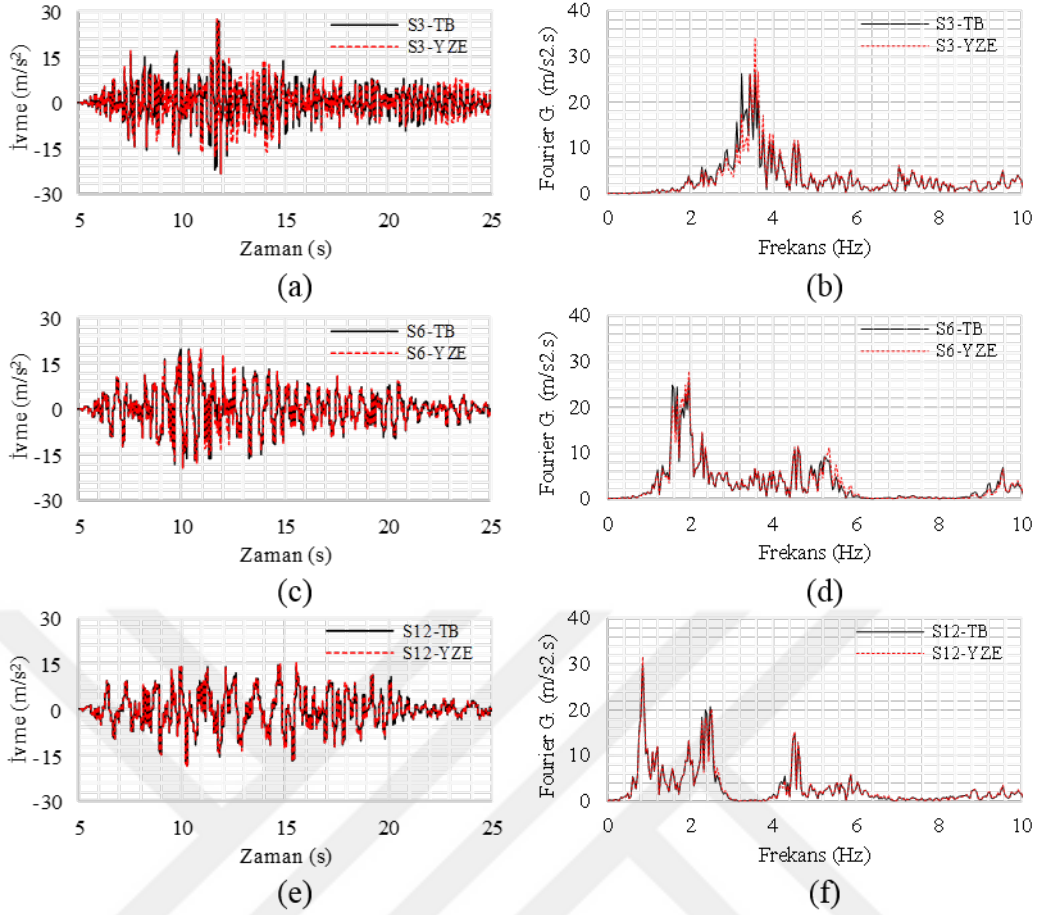 İvme (m/s²)
30
15
0
-15
-30
S3-TB
S3-YZE
5
10
15
20
25
Zaman (s)
(a)
Fourier G. (m/s2.s)
40
30
20
10
0
S3-TB
S3-YZE
0
2
4
6
8
10
Frekans (Hz)
(b)
İvme (m/s²)
30
15
0
-15
-30
S6-TB
S6-YZE
5
10
15
20
25
Zaman (s)
(c)
Fourier G. (m/s2.s)
40
30
20
10
0
S6-TB
S6-YZE
0
2
4
6
8
10
Frekans (Hz)
(d)
İvme (m/s²)
30
15
0
-15
-30
S12-TB
S12-YZE
5
10
15
20
25
Zaman (s)
(e)
Fourier G. (m/s2.s)
40
30
20
10
0
S12-TB
S12-YZE
0
2
4
6
8
10
Frekans (Hz)
(f)